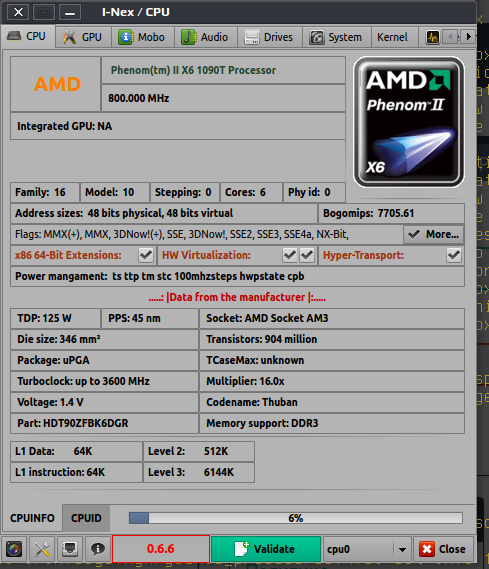 I-Nex / CPU
CPU GPU Mobo Audio Drives System Kernel
AMD
Phenom(tm) II X6 1090T Processor
800.000 MHz
Integrated GPU: NA
AMD
Phenom™ II
X6
Family: 16 Model: 10 Stepping: 0 Cores: 6 Phy id: 0
Address sizes: 48 bits physical, 48 bits virtual Bogomips: 7705.61
Flags: MMX(+), MMX, 3DNow!(+), SSE, 3DNow!, SSE2, SSE3, SSE4a, NX-Bit, More...
x86 64-Bit Extensions: HW Virtualization: Hyper-Transport:
Power mangament: ts ttp tm stc 100mhzsteps hwpstate cpb
.....: |Data from the manufacturer |:.....
TDP: 125 W PPS: 45 nm Socket: AMD Socket AM3
Die size: 346 mm² Transistors: 904 million
Package: uPGA TCaseMax: unknown
Turboclock: up to 3600 MHz Multiplier: 16.0x
Voltage: 1.4 V Codename: Thuban
Part: HDT90ZFBK6DGR Memory support: DDR3
L1 Data: 64K Level 2: 512K
L1 instruction: 64K Level 3: 6144K
CPUINFO CPUID 6%
0.6.6 Validate cpu0 Close